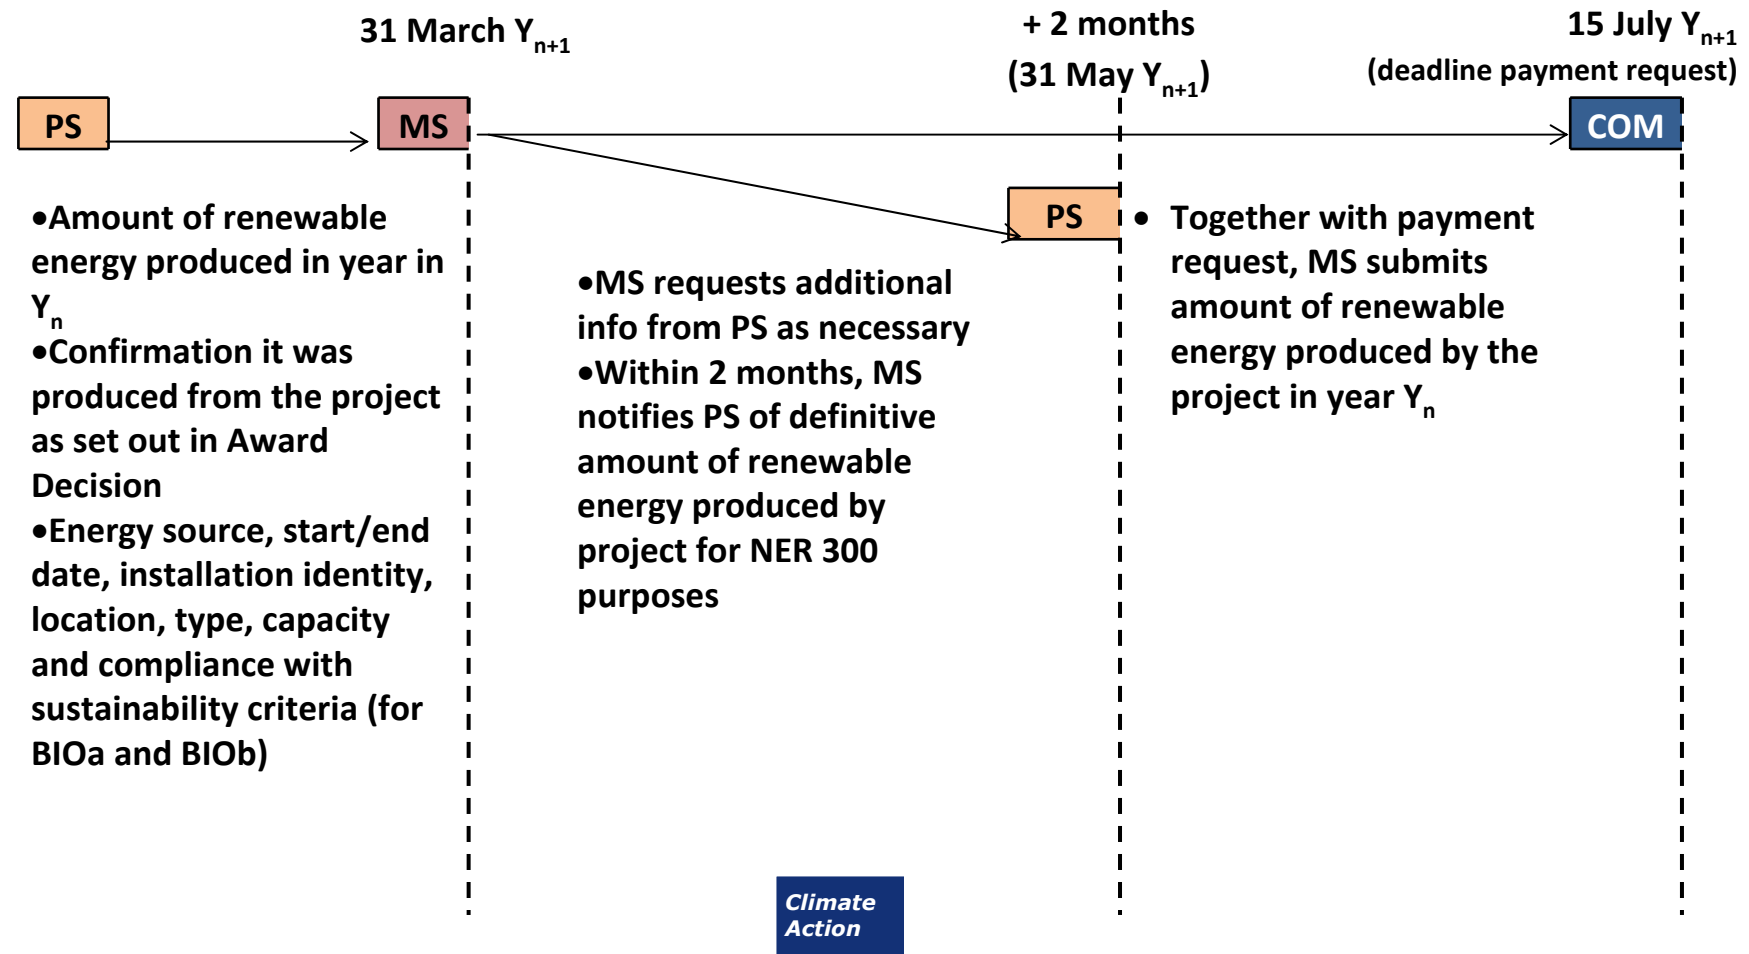 31 March Yn+1
+ 2 months
(31 May Yn+1)
15 July Yn+1
(deadline payment request)
PS
MS
COM
PS
•Amount of renewable
energy produced in year in
Yn
•Confirmation it was
produced from the project
as set out in Award
Decision
•Energy source, start/end
date, installation identity,
location, type, capacity
and compliance with
sustainability criteria (for
BIOa and BIOb)
•MS requests additional
info from PS as necessary
•Within 2 months, MS
notifies PS of definitive
amount of renewable
energy produced by
project for NER 300
purposes
• Together with payment
request, MS submits
amount of renewable
energy produced by the
project in year Yn
Climate
Action